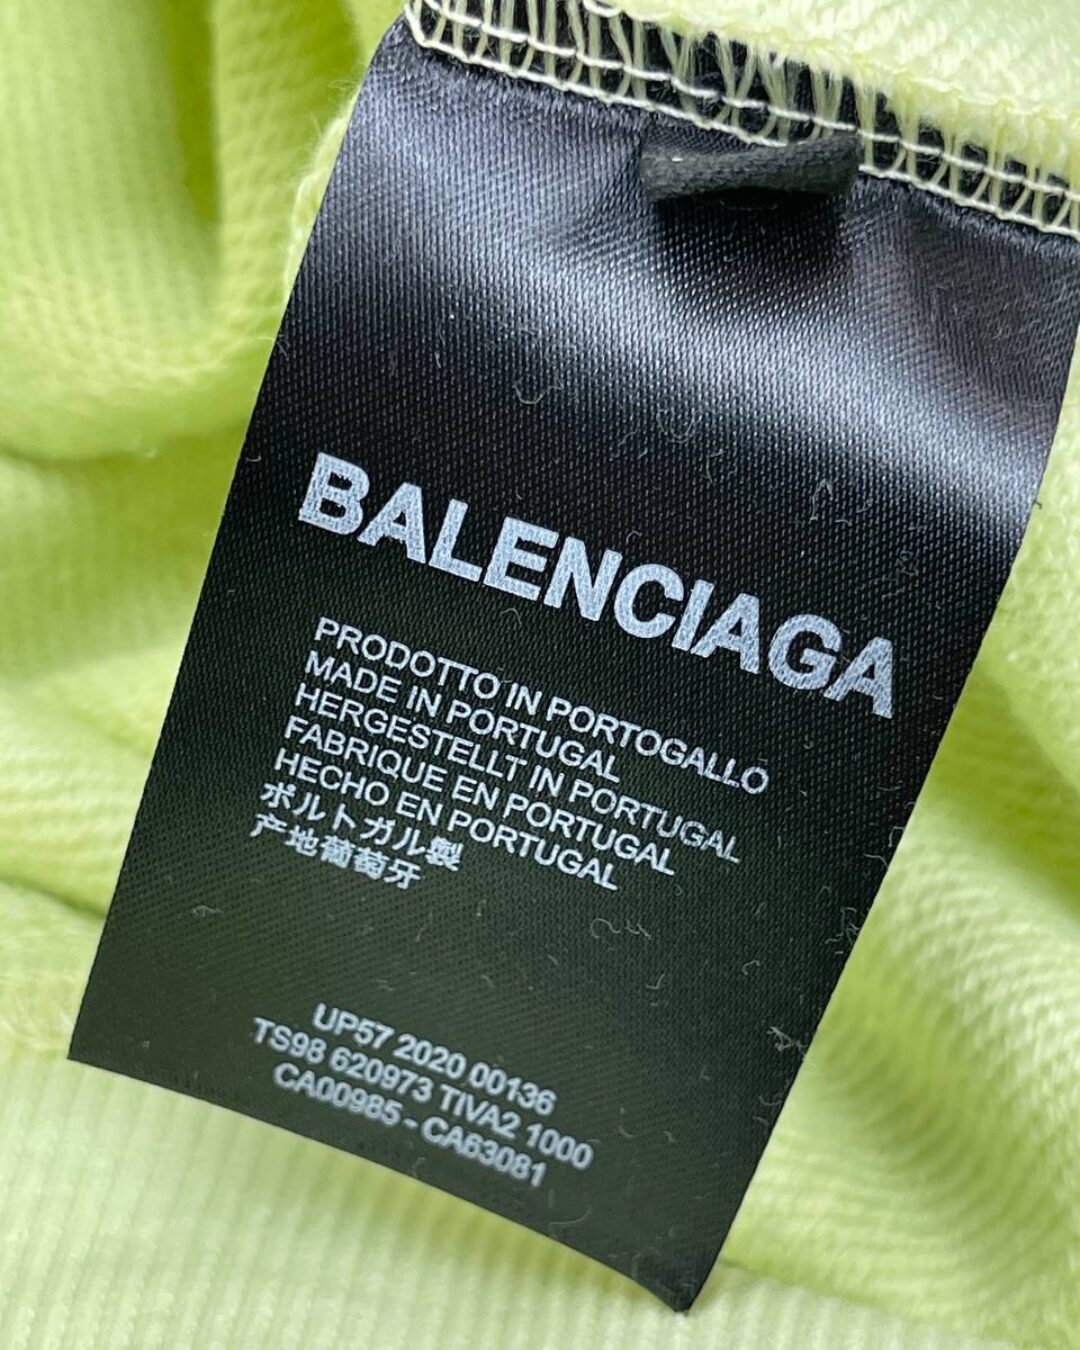 BALENCIAGA
PRODOTTO IN PORTOGALLO
MADE IN PORTUGAL
HERGESTELLT IN PORTUGAL
FABRIQUE EN PORTUGAL
HECHO EN PORTUGAL
ポルトガル製
产地葡萄牙
UP57 2020 00136
TS98 620973 TIVA2 1000
CA00985 - CA63081